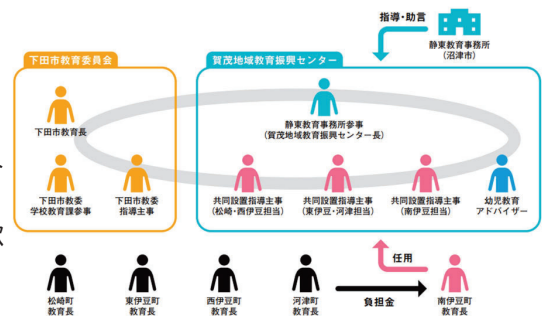 指導・助言
静東教育事務所
(沼津市)
下田市教育委員会
賀茂地域教育振興センター
下田市教育長
静東教育事務所参事
(賀茂地域教育振興センター長)
下田市教委
学校教育課参事
下田市教委
指導主事
共同設置指導主事
(松崎・西伊豆担当)
共同設置指導主事
(東伊豆・河津担当)
共同設置指導主事
(南伊豆担当)
幼児教育
アドバイザー
任用
負担金
松崎町
教育長
東伊豆町
教育長
西伊豆町
教育長
河津町
教育長
南伊豆町
教育長